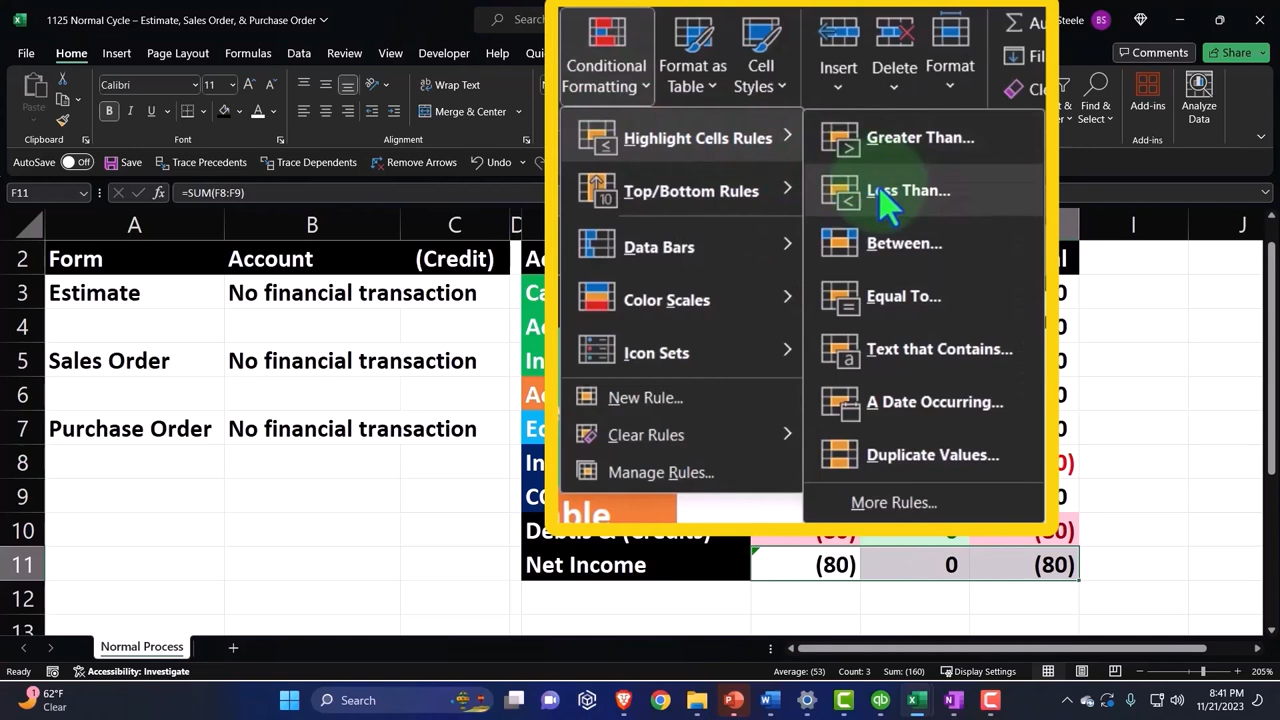 1125 Normal Cycle – Estimate, Sales Order, & Purchase Order
Search
Steele
BS
File
Home
Insert
Page Layout
Formulas
Data
Review
View
Developer
Help
Comments
Share
Paste
Calibri
11
Wrap Text
Merge & Center
Clipboard
Font
Alignment
Conditional
Formatting
Format as
Table
Cell
Styles
Insert
Delete
Format
Find &
Select
Add-ins
Analyze
Data
Add-ins
AutoSave
Off
Save
Trace Precedents
Trace Dependents
Remove Arrows
Undo
F11
=SUM(F8:F9)
Highlight Cells Rules
Top/Bottom Rules
Data Bars
Color Scales
Icon Sets
New Rule...
Clear Rules
Manage Rules...
Greater Than...
Less Than...
Between...
Equal To...
Text that Contains...
A Date Occurring...
Duplicate Values...
More Rules...
A B C D I J
2 Form Account (Credit)
3 Estimate No financial transaction
4
5 Sales Order No financial transaction
6
7 Purchase Order No financial transaction
8
9
10 Debtis & (Credits)
11 Net Income (80) 0 (80)
12
13
Normal Process
Ready
Accessibility: Investigate
Average: (53)
Count: 3
Sum: (160)
Display Settings
205%
1
62°F
Clear
Search
8:41 PM
11/21/2023